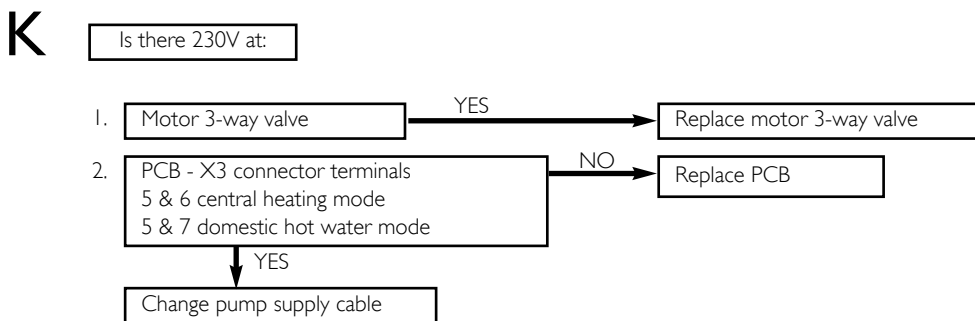 K
Is there 230V at:
1. Motor 3-way valve
YES
Replace motor 3-way valve
2. PCB - X3 connector terminals
5 & 6 central heating mode
5 & 7 domestic hot water mode
NO
Replace PCB
YES
Change pump supply cable